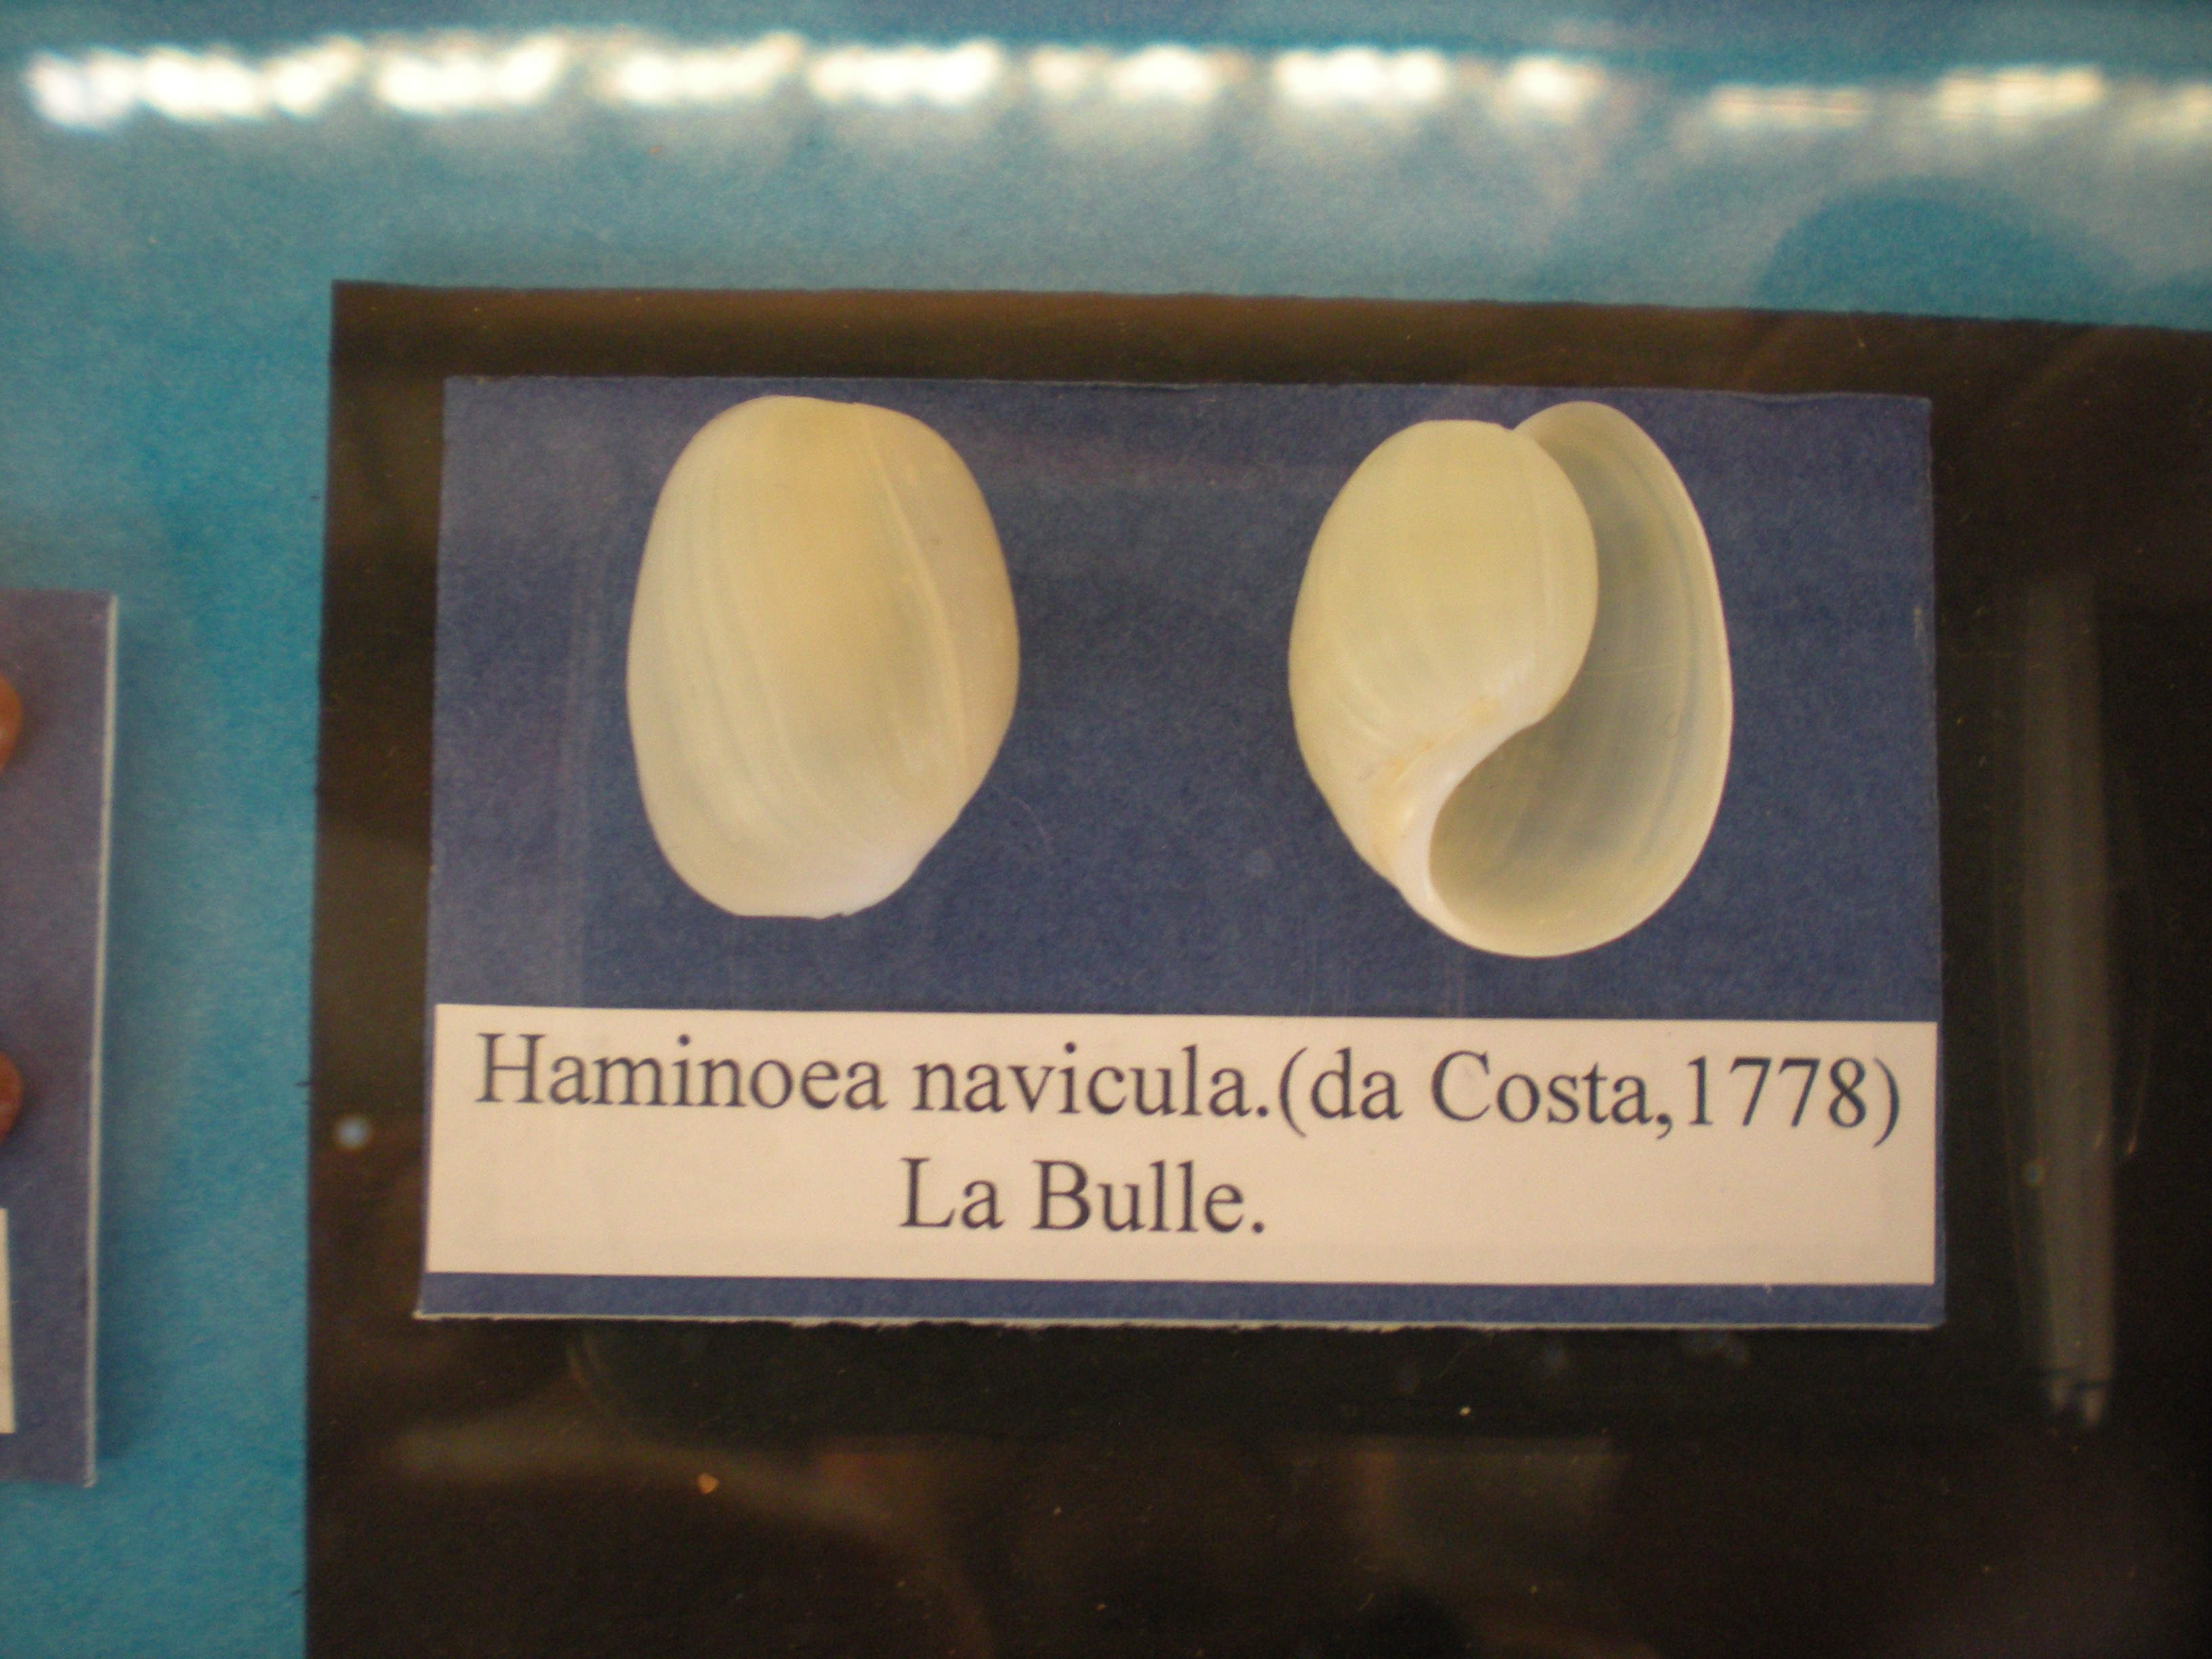 Haminoea navicula.(da Costa,1778)
La Bulle.